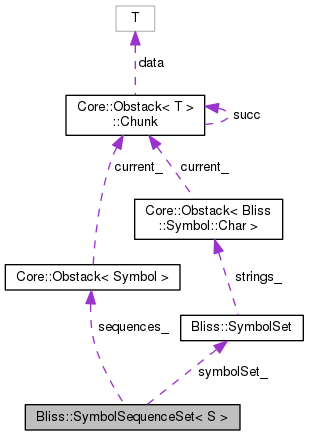 T
data
Core::Obstack< T >
::Chunk
succ
current_
current_
Core::Obstack< Bliss
::Symbol::Char >
Core::Obstack< Symbol >
strings_
Bliss::SymbolSet
sequences_
symbolSet_
Bliss::SymbolSequenceSet< S >